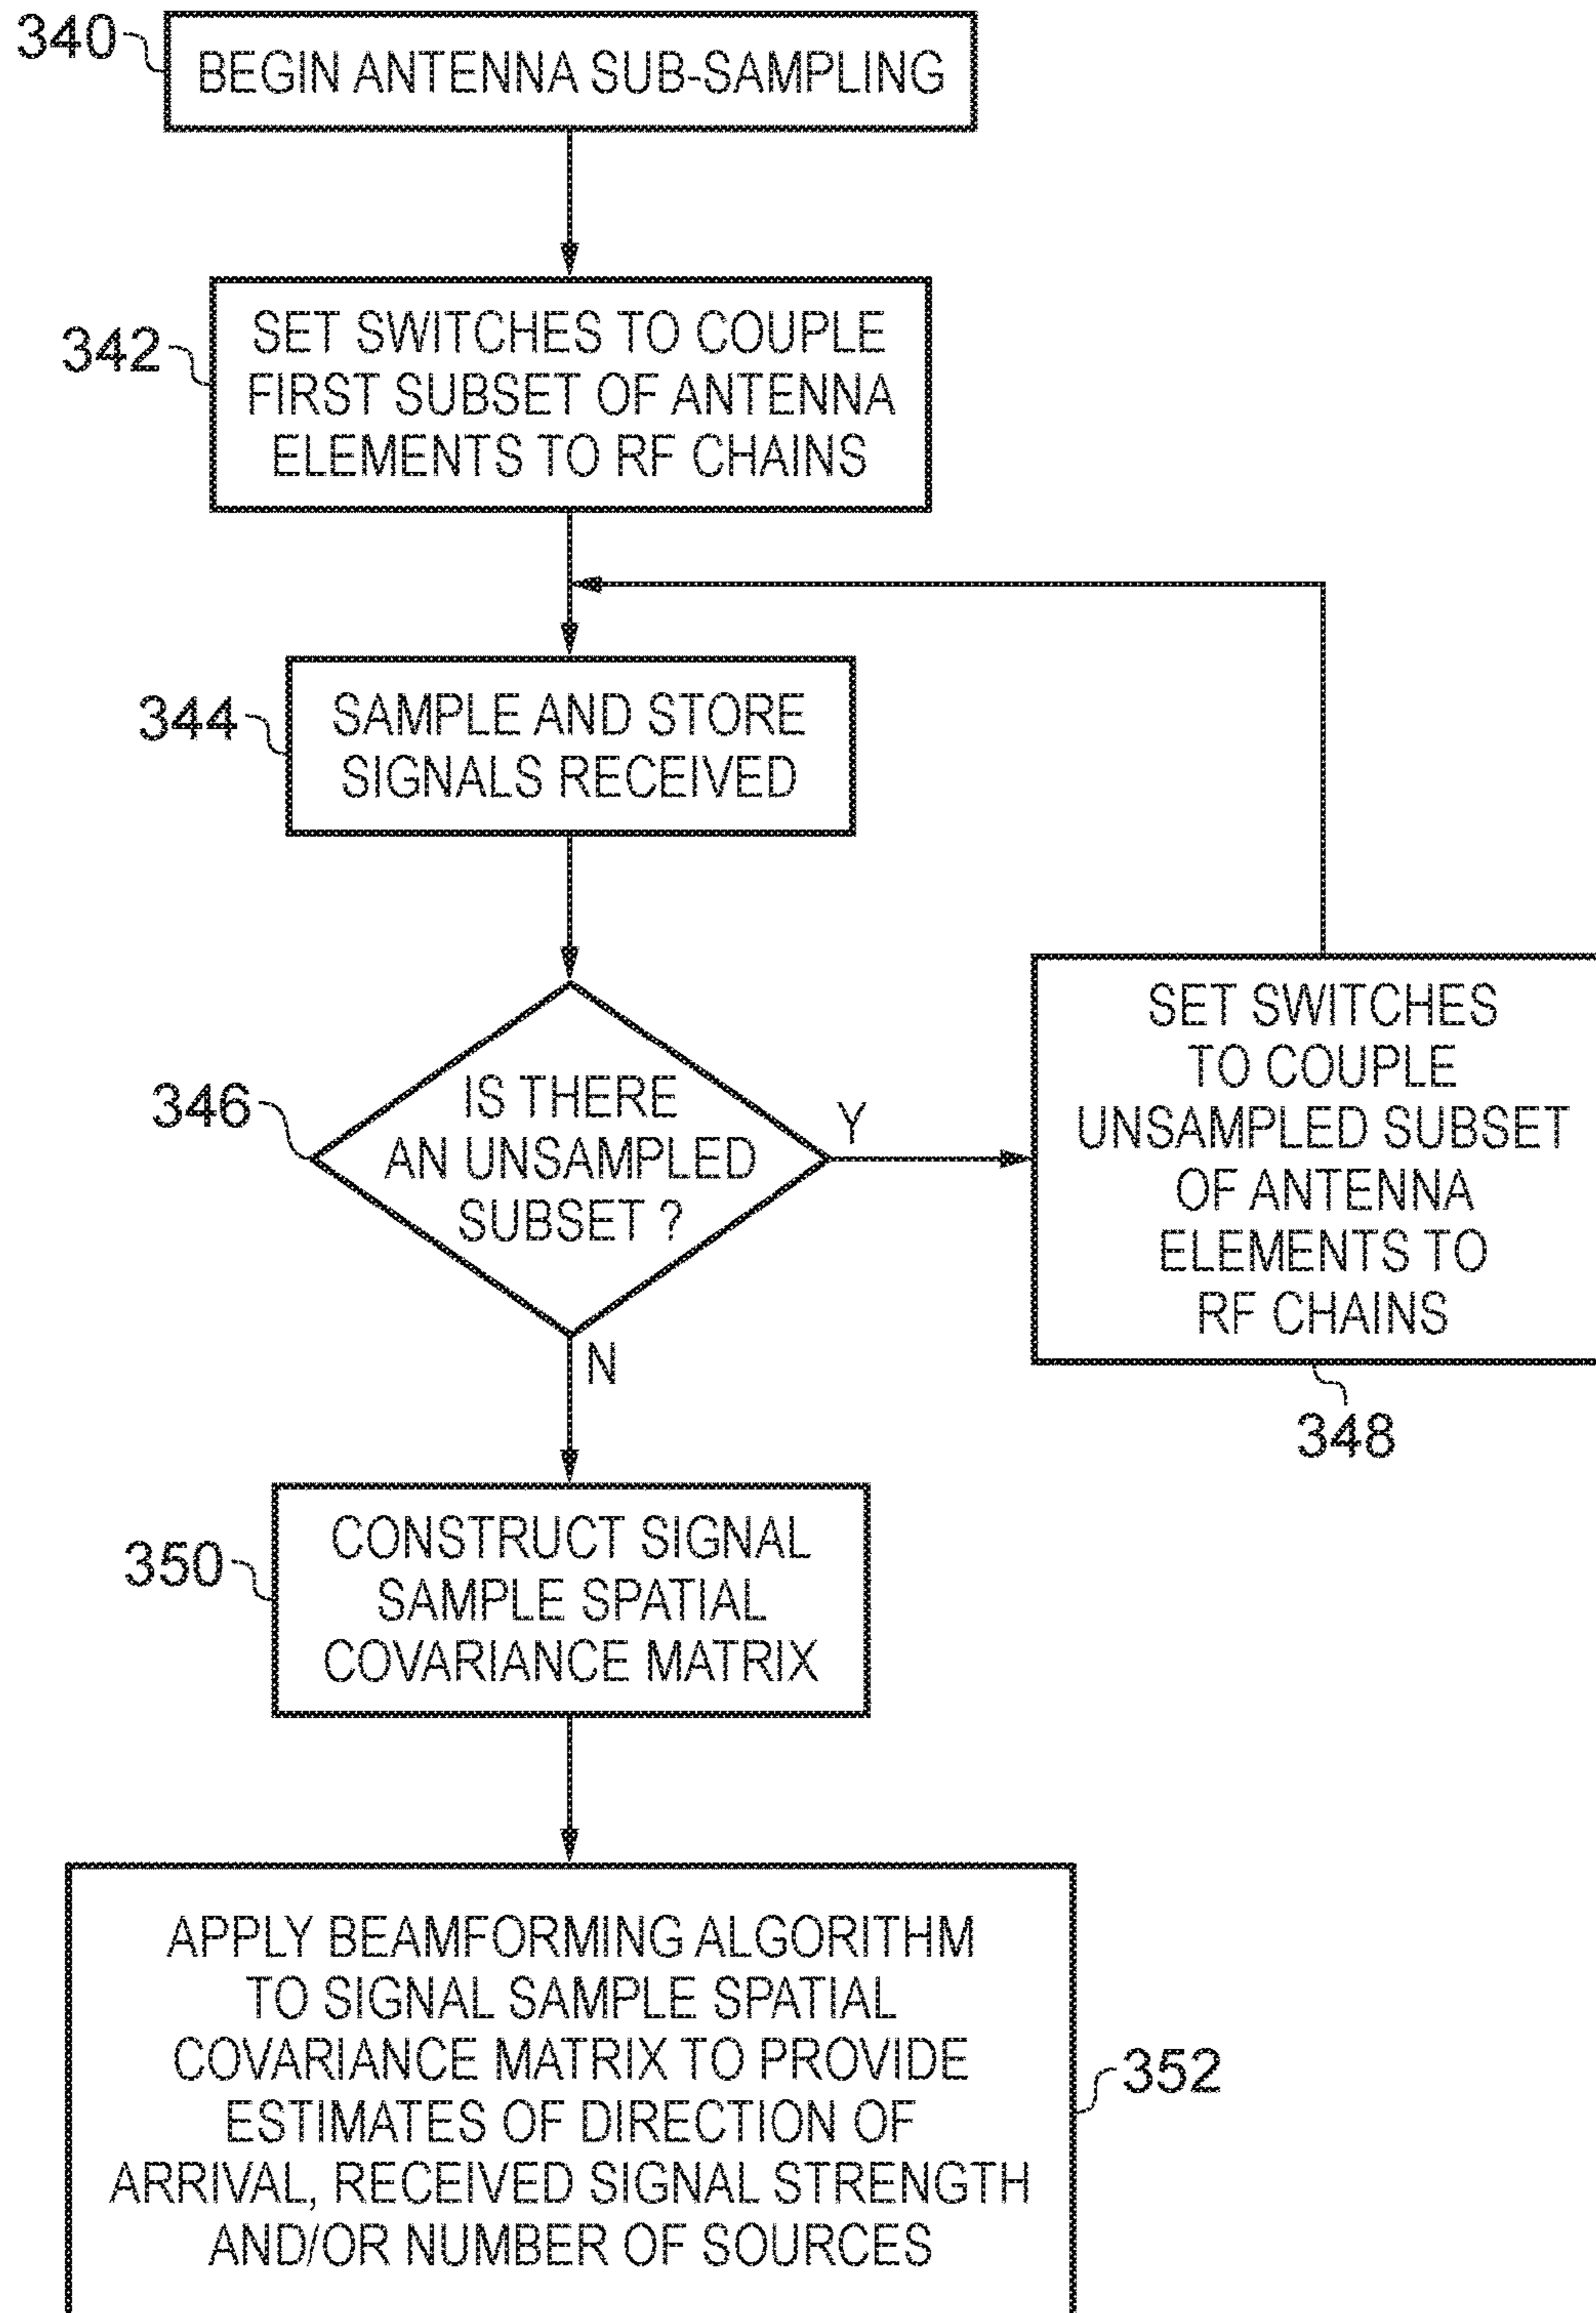 340
BEGIN ANTENNA SUB-SAMPLING
342
SET SWITCHES TO COUPLE
FIRST SUBSET OF ANTENNA
ELEMENTS TO RF CHAINS
344
SAMPLE AND STORE
SIGNALS RECEIVED
346
IS THERE
AN UNSAMPLED
SUBSET ?
Y
N
SET SWITCHES
TO COUPLE
UNSAMPLED SUBSET
OF ANTENNA
ELEMENTS TO
RF CHAINS
348
350
CONSTRUCT SIGNAL
SAMPLE SPATIAL
COVARIANCE MATRIX
APPLY BEAMFORMING ALGORITHM
TO SIGNAL SAMPLE SPATIAL
COVARIANCE MATRIX TO PROVIDE
ESTIMATES OF DIRECTION OF
ARRIVAL, RECEIVED SIGNAL STRENGTH
AND/OR NUMBER OF SOURCES
352